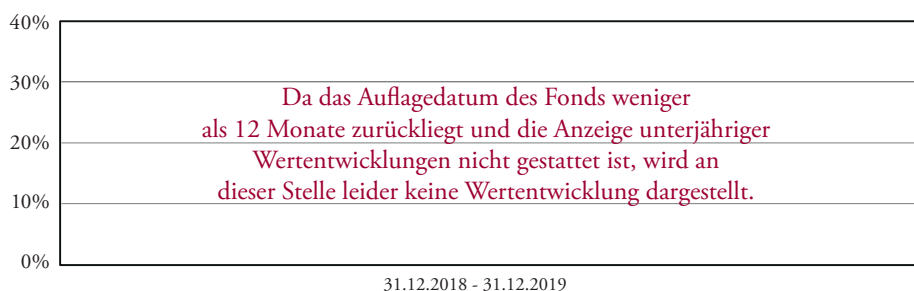 40%
30%
Da das Auflagedatum des Fonds weniger
als 12 Monate zurückliegt und die Anzeige unterjähriger
20%
Wertentwicklungen nicht gestattet ist, wird an
dieser Stelle leider keine Wertentwicklung dargestellt.
10%
0%
31.12.2018 - 31.12.2019